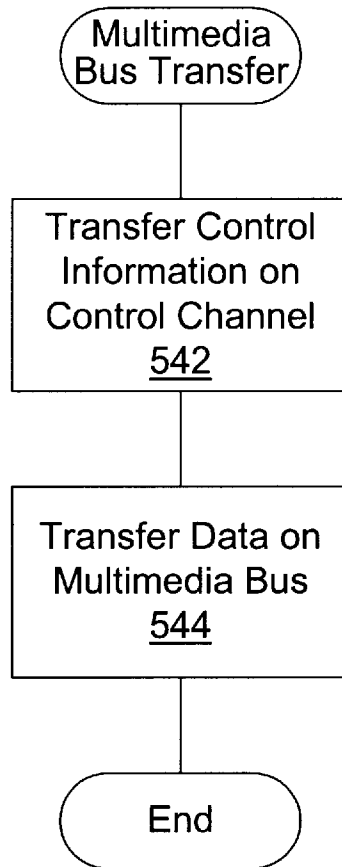 Multimedia
Bus Transfer
Transfer Control
Information on
Control Channel
542
Transfer Data on
Multimedia Bus
544
End